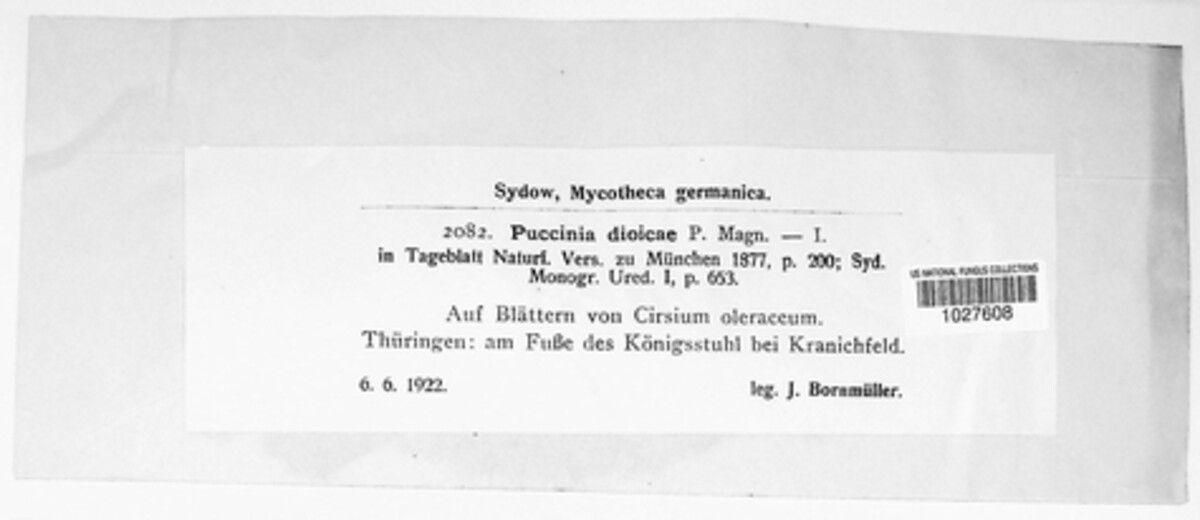 Sydow, Mycotheca germanica.
2082. Puccinia dioicae P. Magn. — I.
in Tageblatt Naturf. Vers. zu München 1877, p. 200; Syd.
Monogr. Ured. I, p. 653.
Auf Blättern von Cirsium oleraceum.
Thüringen: am Fuße des Königsstuhl bei Kranichfeld.
6. 6. 1922. leg. J. Bornmüller.
US NATIONAL FUNGUS COLLECTIONS
1027608